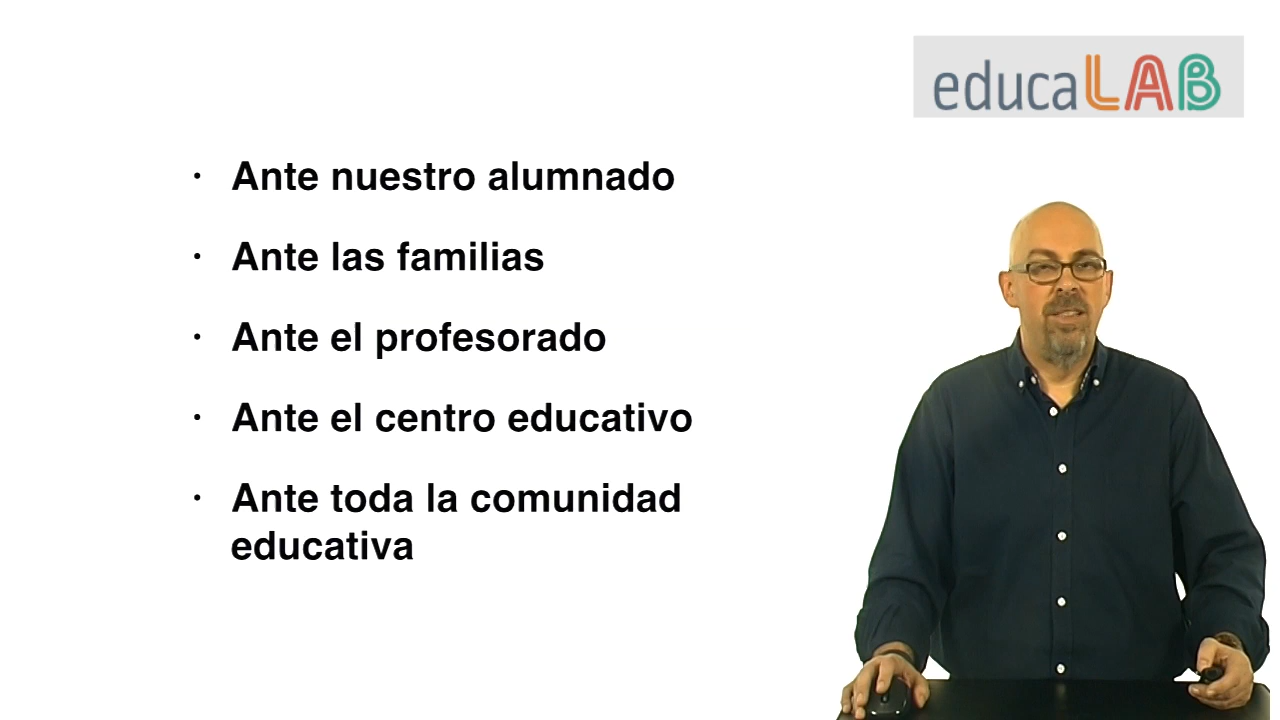 educaLAB
· Ante nuestro alumnado
· Ante las familias
· Ante el profesorado
· Ante el centro educativo
· Ante toda la comunidad
educativa